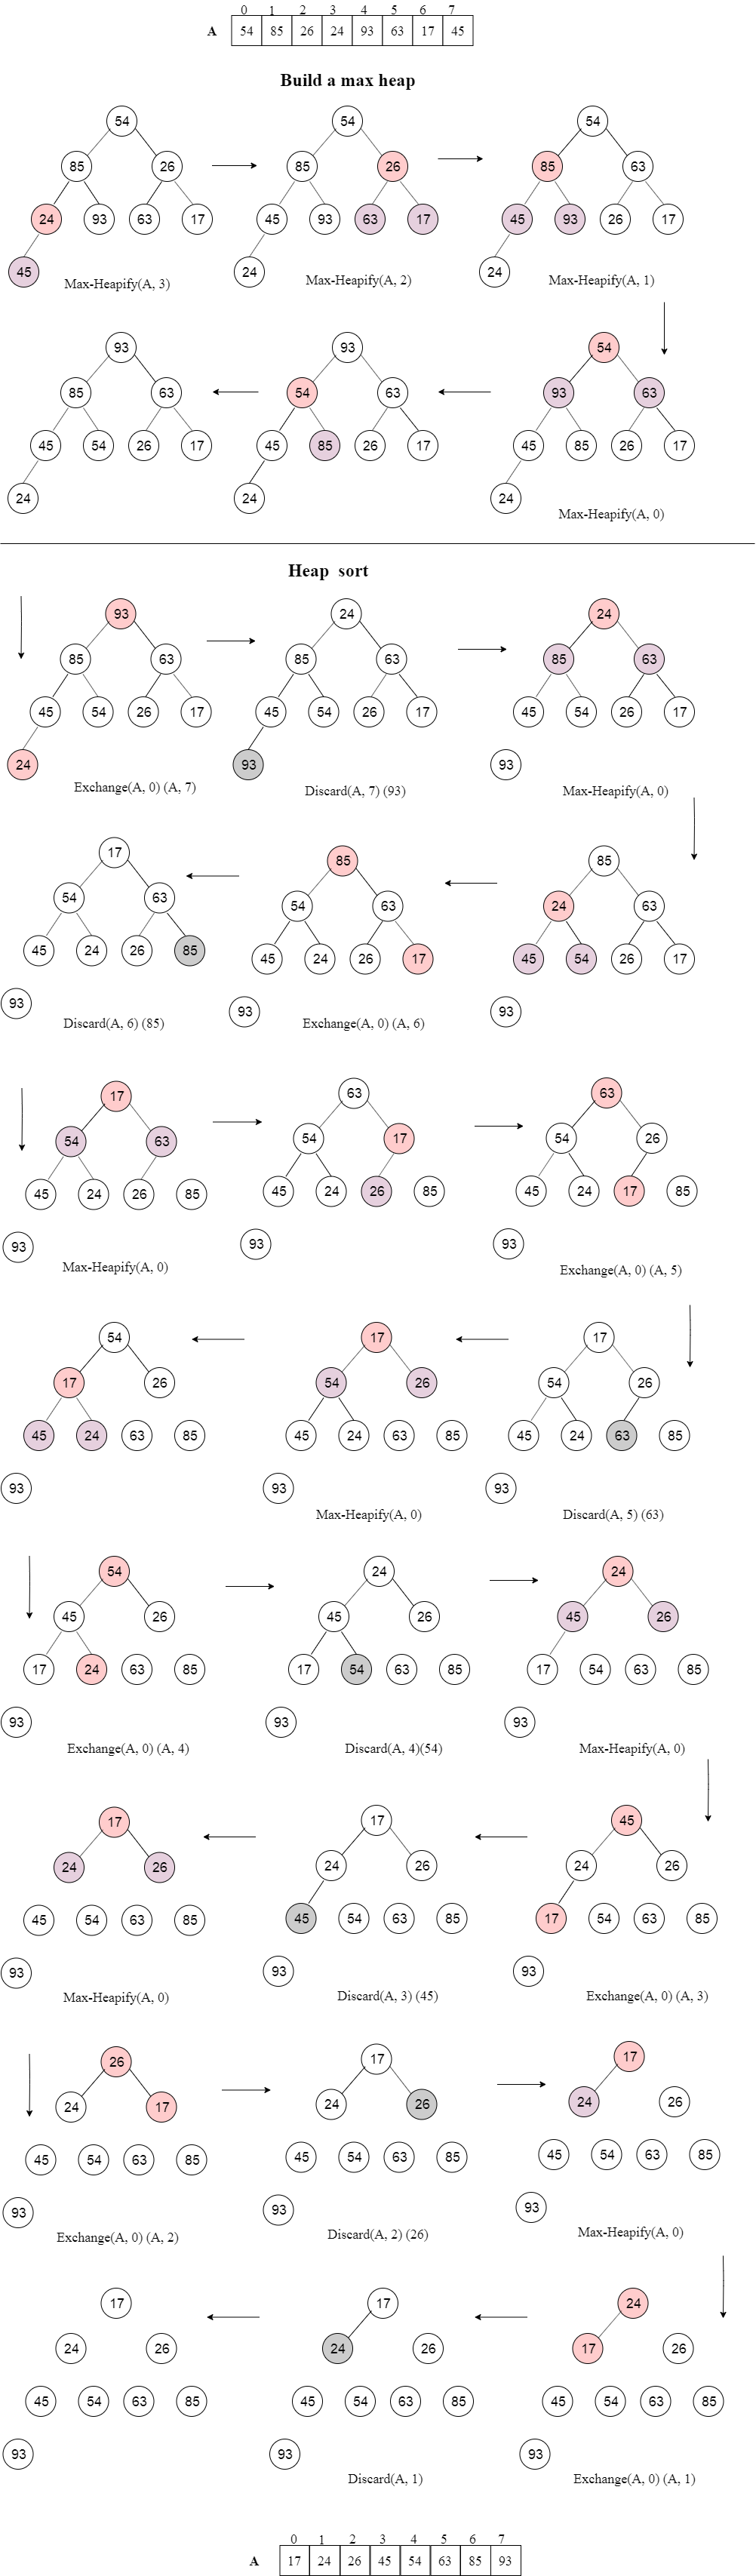 0 1 2 3 4 5 6 7
A 54 85 26 24 93 63 17 45
Build a max heap
54 54 54
85 26 85 26 85 63
24 93 63 17 45 93 63 17 45 93 26 17
45 24 24
Max-Heapify(A, 3) Max-Heapify(A, 2) Max-Heapify(A, 1)
93 93 54
85 63 54 63 93 63
45 54 26 17 45 85 26 17 45 85 26 17
24 24 24
Max-Heapify(A, 0)
Heap sort
93 24 24
85 63 85 63 85 63
45 54 26 17 45 54 26 17 45 54 26 17
24 93 93
Exchange(A, 0) (A, 7) Discard(A, 7) (93) Max-Heapify(A, 0)
17 85 85
54 63 54 63 24 63
45 24 26 85 45 24 26 17 45 54 26 17
93 93 93
Discard(A, 6) (85) Exchange(A, 0) (A, 6)
17 63 63
54 63 54 17 54 26
45 24 26 85 45 24 26 85 45 24 17 85
93 93 93
Max-Heapify(A, 0) Exchange(A, 0) (A, 5)
54 17 17
17 26 54 26 54 26
45 24 63 85 45 24 63 85 45 24 63 85
93 93 93
Max-Heapify(A, 0) Discard(A, 5) (63)
54 24 24
45 26 45 26 45 26
17 24 63 85 17 54 63 85 17 54 63 85
93 93 93
Exchange(A, 0) (A, 4) Discard(A, 4)(54) Max-Heapify(A, 0)
17 17 45
24 26 24 26 24 26
45 54 63 85 45 54 63 85 17 54 63 85
93 93 93
Max-Heapify(A, 0) Discard(A, 3) (45) Exchange(A, 0) (A, 3)
26 17 17
24 17 24 26 24 26
45 54 63 85 45 54 63 85 45 54 63 85
93 93 93
Exchange(A, 0) (A, 2) Discard(A, 2) (26) Max-Heapify(A, 0)
17 17 24
24 26 24 26 17 26
45 54 63 85 45 54 63 85 45 54 63 85
93 93 93
Discard(A, 1) Exchange(A, 0) (A, 1)
0 1 2 3 4 5 6 7
A 17 24 26 45 54 63 85 93